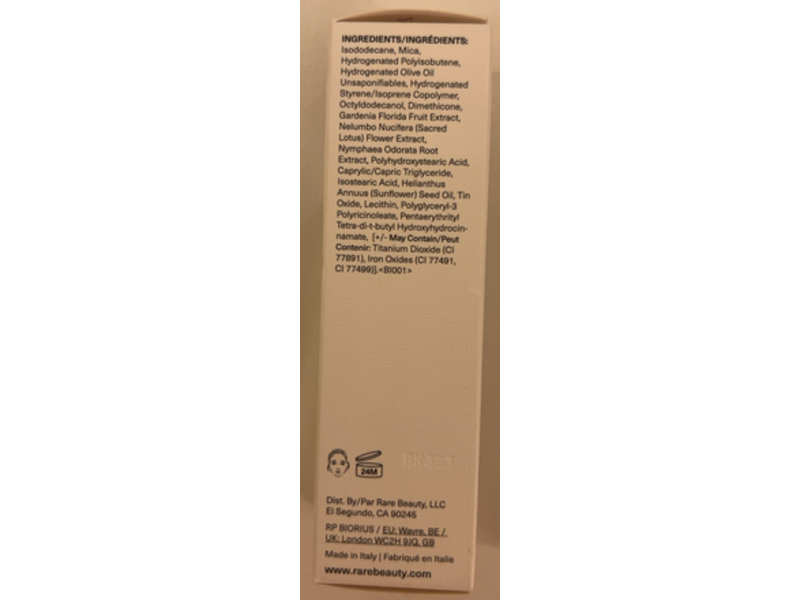 INGREDIENTS/INGRÉDIENTS:
Isododecane, Mica,
Hydrogenated Polyisobutene,
Hydrogenated Olive Oil
Unsaponifiables, Hydrogenated
Styrene/Isoprene Copolymer,
Octyldodecanol, Dimethicone,
Gardenia Florida Fruit Extract,
Nelumbo Nucifera (Sacred
Lotus) Flower Extract,
Nymphaea Odorata Root
Extract, Polyhydroxystearic Acid,
Caprylic/Capric Triglyceride,
Isostearic Acid, Helianthus
Annuus (Sunflower) Seed Oil, Tin
Oxide, Lecithin, Polyglyceryl-3
Polyricinoleate, Pentaerythrityl
Tetra-di-t-butyl Hydroxyhydrocin-
namate, [+/- May Contain/Peut
Contenir: Titanium Dioxide (CI
77891), Iron Oxides (CI 77491,
CI 77499)].<BI001>
24M
Dist. By/Par Rare Beauty, LLC
El Segundo, CA 90245
RP BIORIUS / EU: Wavre, BE /
UK: London WC2H 9JQ, GB
Made in Italy | Fabriqué en Italie
www.rarebeauty.com